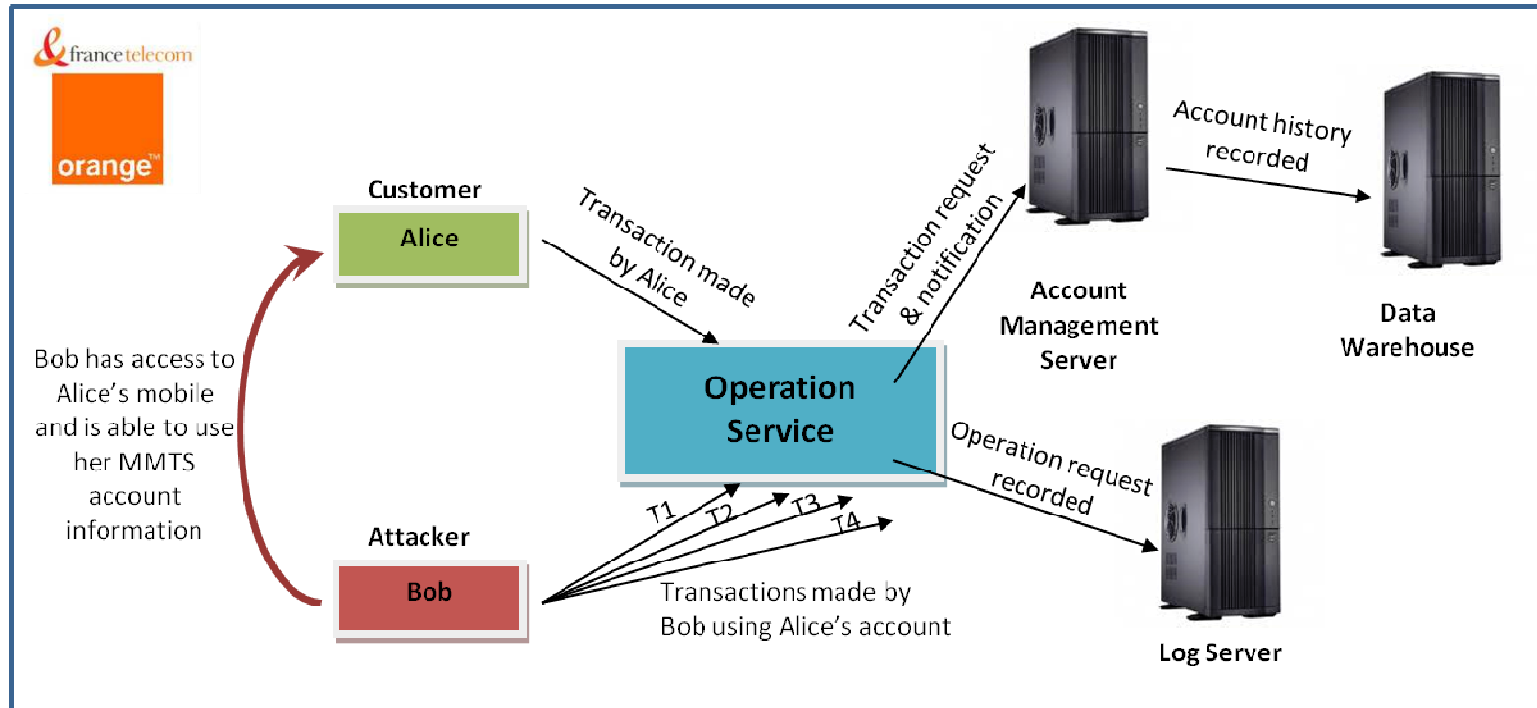 & francetelecom
orange™
Customer
Alice
Transaction made
by Alice
Transaction request
& notification
Account history
recorded
Account
Management
Server
Data
Warehouse
Bob has access to
Alice's mobile
and is able to use
her MMTS
account
information
Operation
Service
Operation request
recorded
T1
T2
T3
T4
Attacker
Bob
Transactions made by
Bob using Alice's account
Log Server